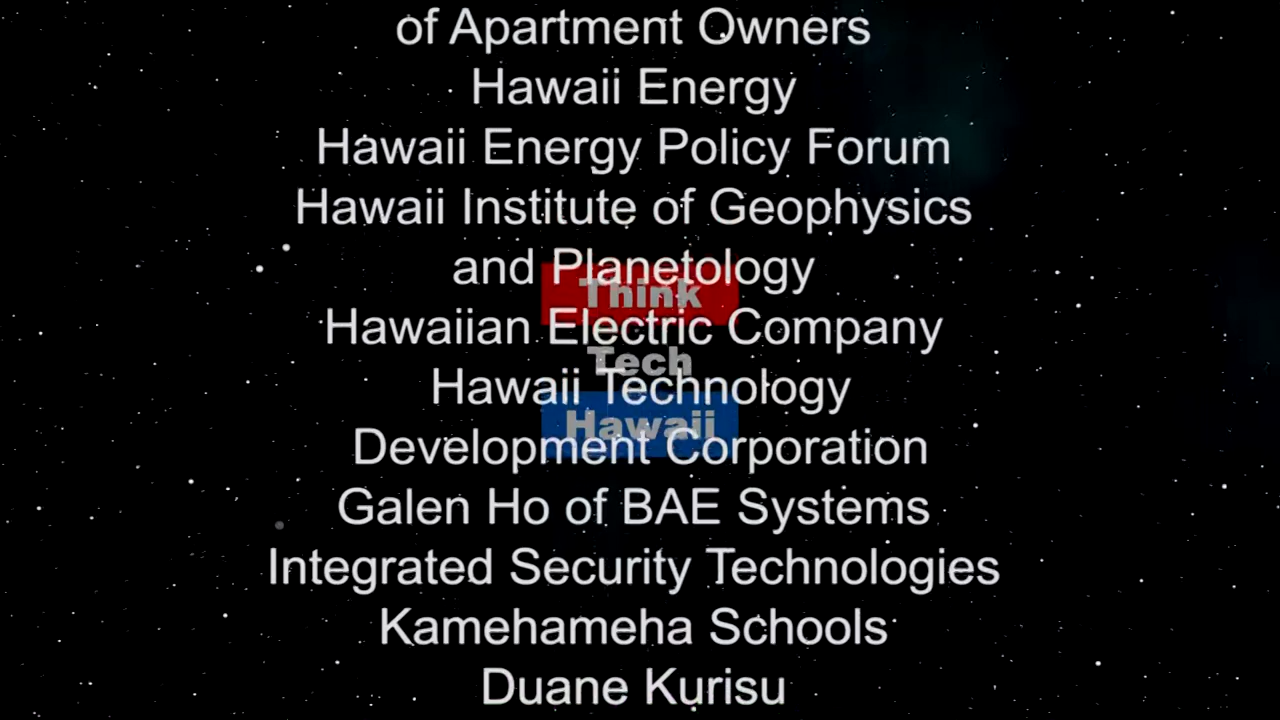 of Apartment Owners
Hawaii Energy
Hawaii Energy Policy Forum
Hawaii Institute of Geophysics
and Planetology
Think
Hawaiian Electric Company
Tech
Hawaii Technology
Hawaii
Development Corporation
Galen Ho of BAE Systems
Integrated Security Technologies
Kamehameha Schools
Duane Kurisu